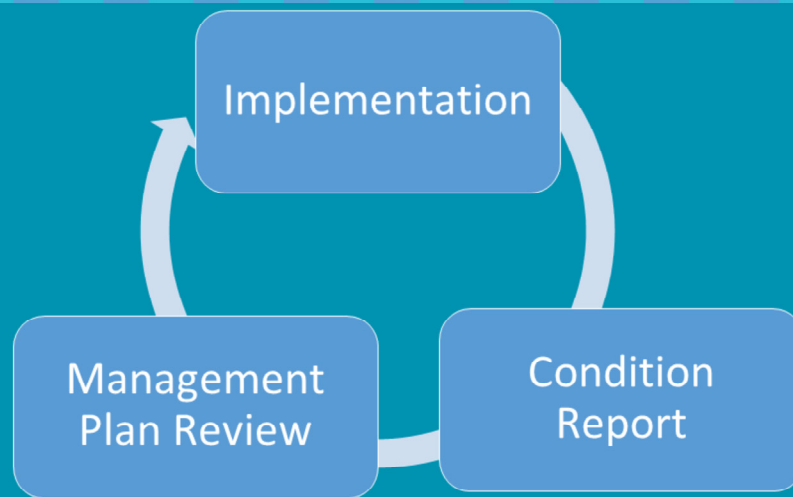 Implementation
Condition
Report
Management
Plan Review